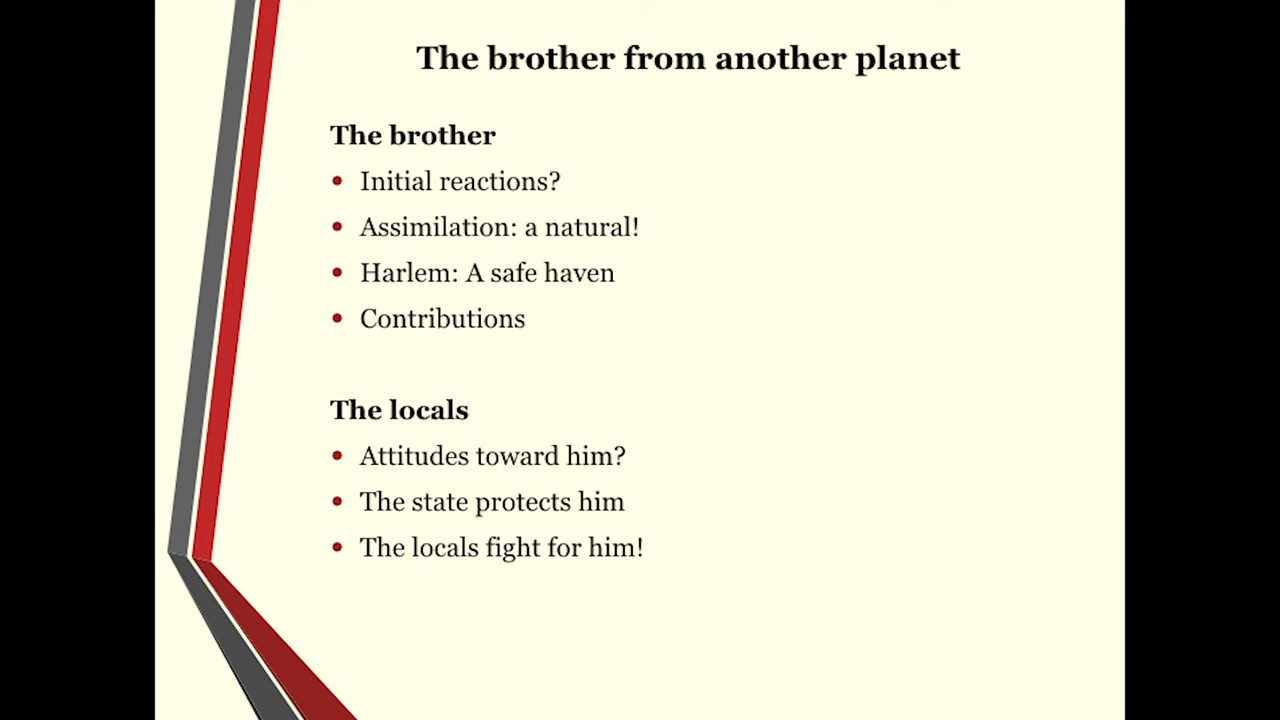 The brother from another planet
The brother
• Initial reactions?
• Assimilation: a natural!
• Harlem: A safe haven
• Contributions
The locals
• Attitudes toward him?
• The state protects him
• The locals fight for him!